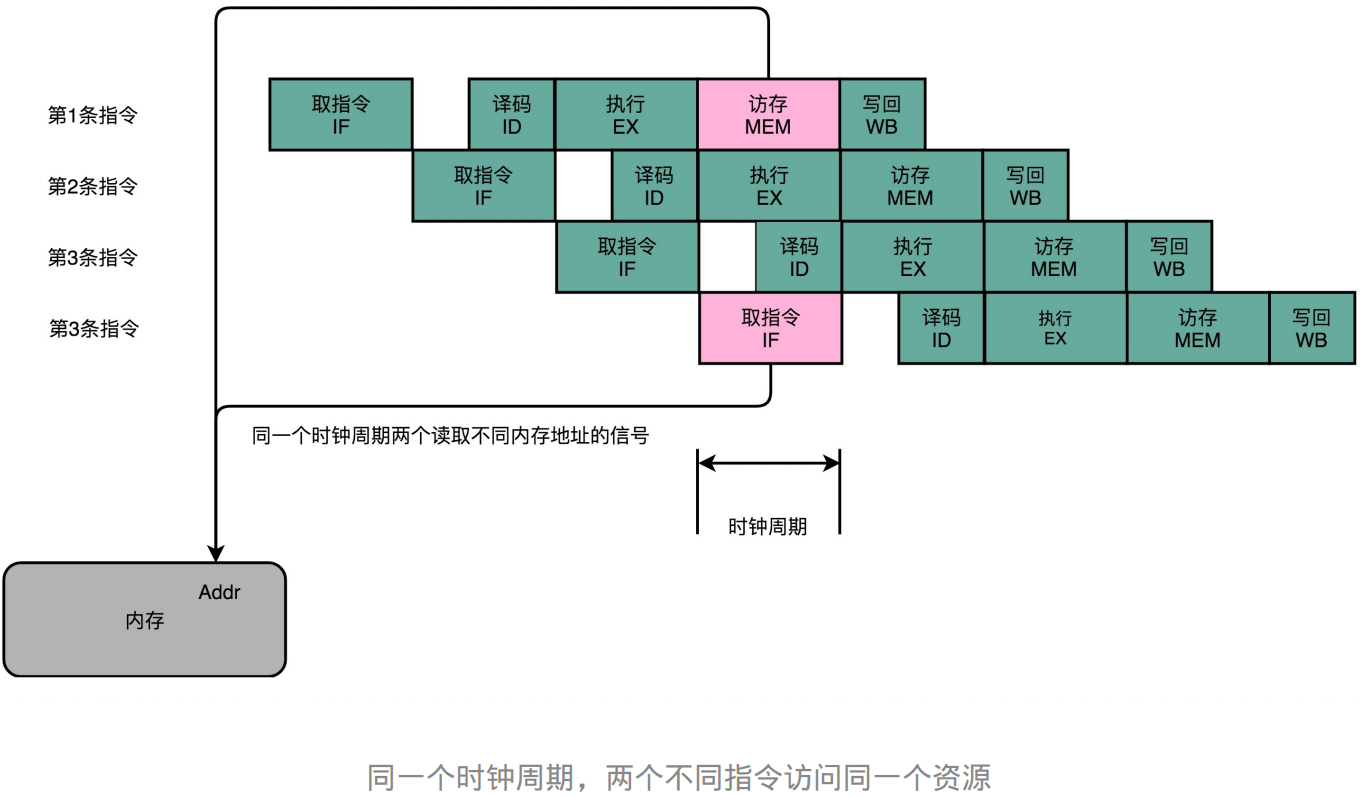 第1条指令
取指令
IF
译码
ID
执行
EX
访存
MEM
写回
WB
第2条指令
取指令
IF
译码
ID
执行
EX
访存
MEM
写回
WB
第3条指令
取指令
IF
译码
ID
执行
EX
访存
MEM
写回
WB
第3条指令
取指令
IF
译码
ID
执行
EX
访存
MEM
写回
WB
同一个时钟周期两个读取不同内存地址的信号
时钟周期
Addr
内存
同一个时钟周期，两个不同指令访问同一个资源